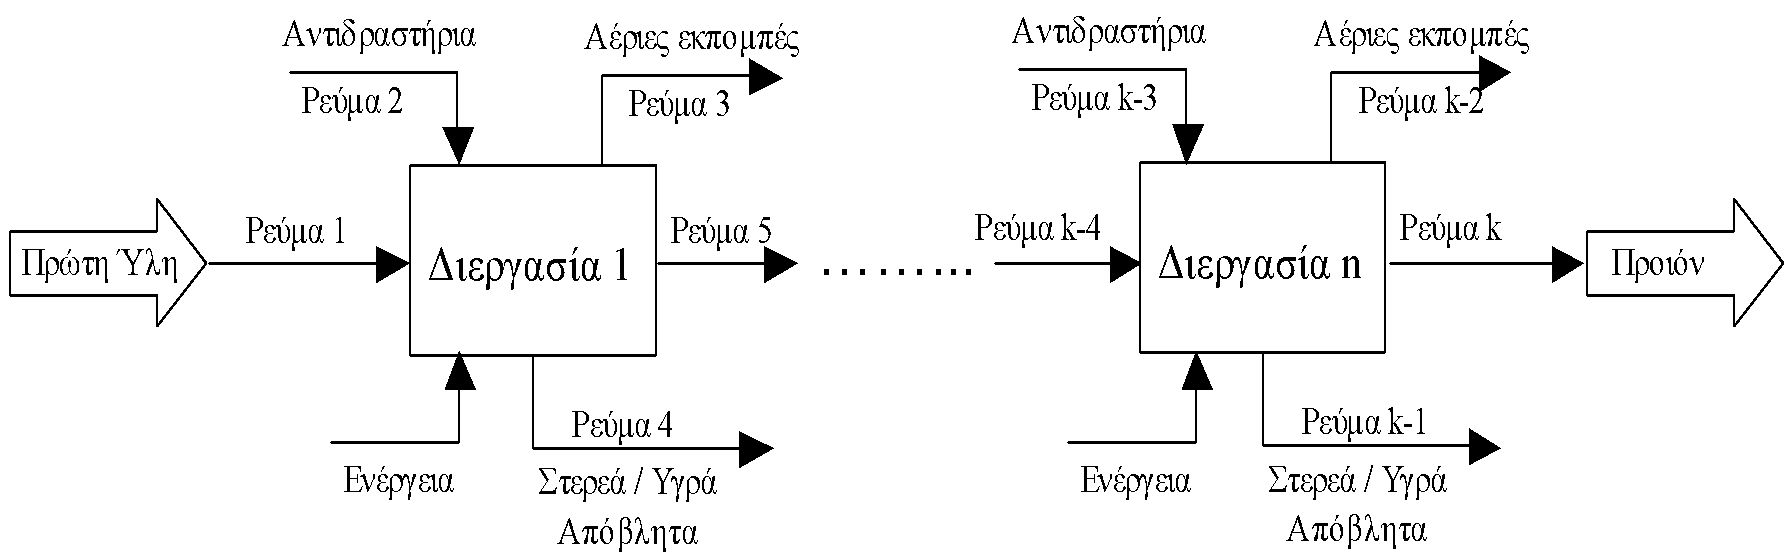 Αντιδραστήρια
Αέριες εκπομπές
Αντιδραστήρια
Αέριες εκπομπές
Ρεύμα 2
Ρεύμα 3
Ρεύμα k-3
Ρεύμα k-2
Πρώτη Ύλη
Ρεύμα 1
Διεργασία 1
Ρεύμα 5
..........
Ρεύμα k-4
Διεργασία n
Ρεύμα k
Προιόν
Ρεύμα 4
Ρεύμα k-1
Ενέργεια
Στερεά / Υγρά
Απόβλητα
Ενέργεια
Στερεά / Υγρά
Απόβλητα